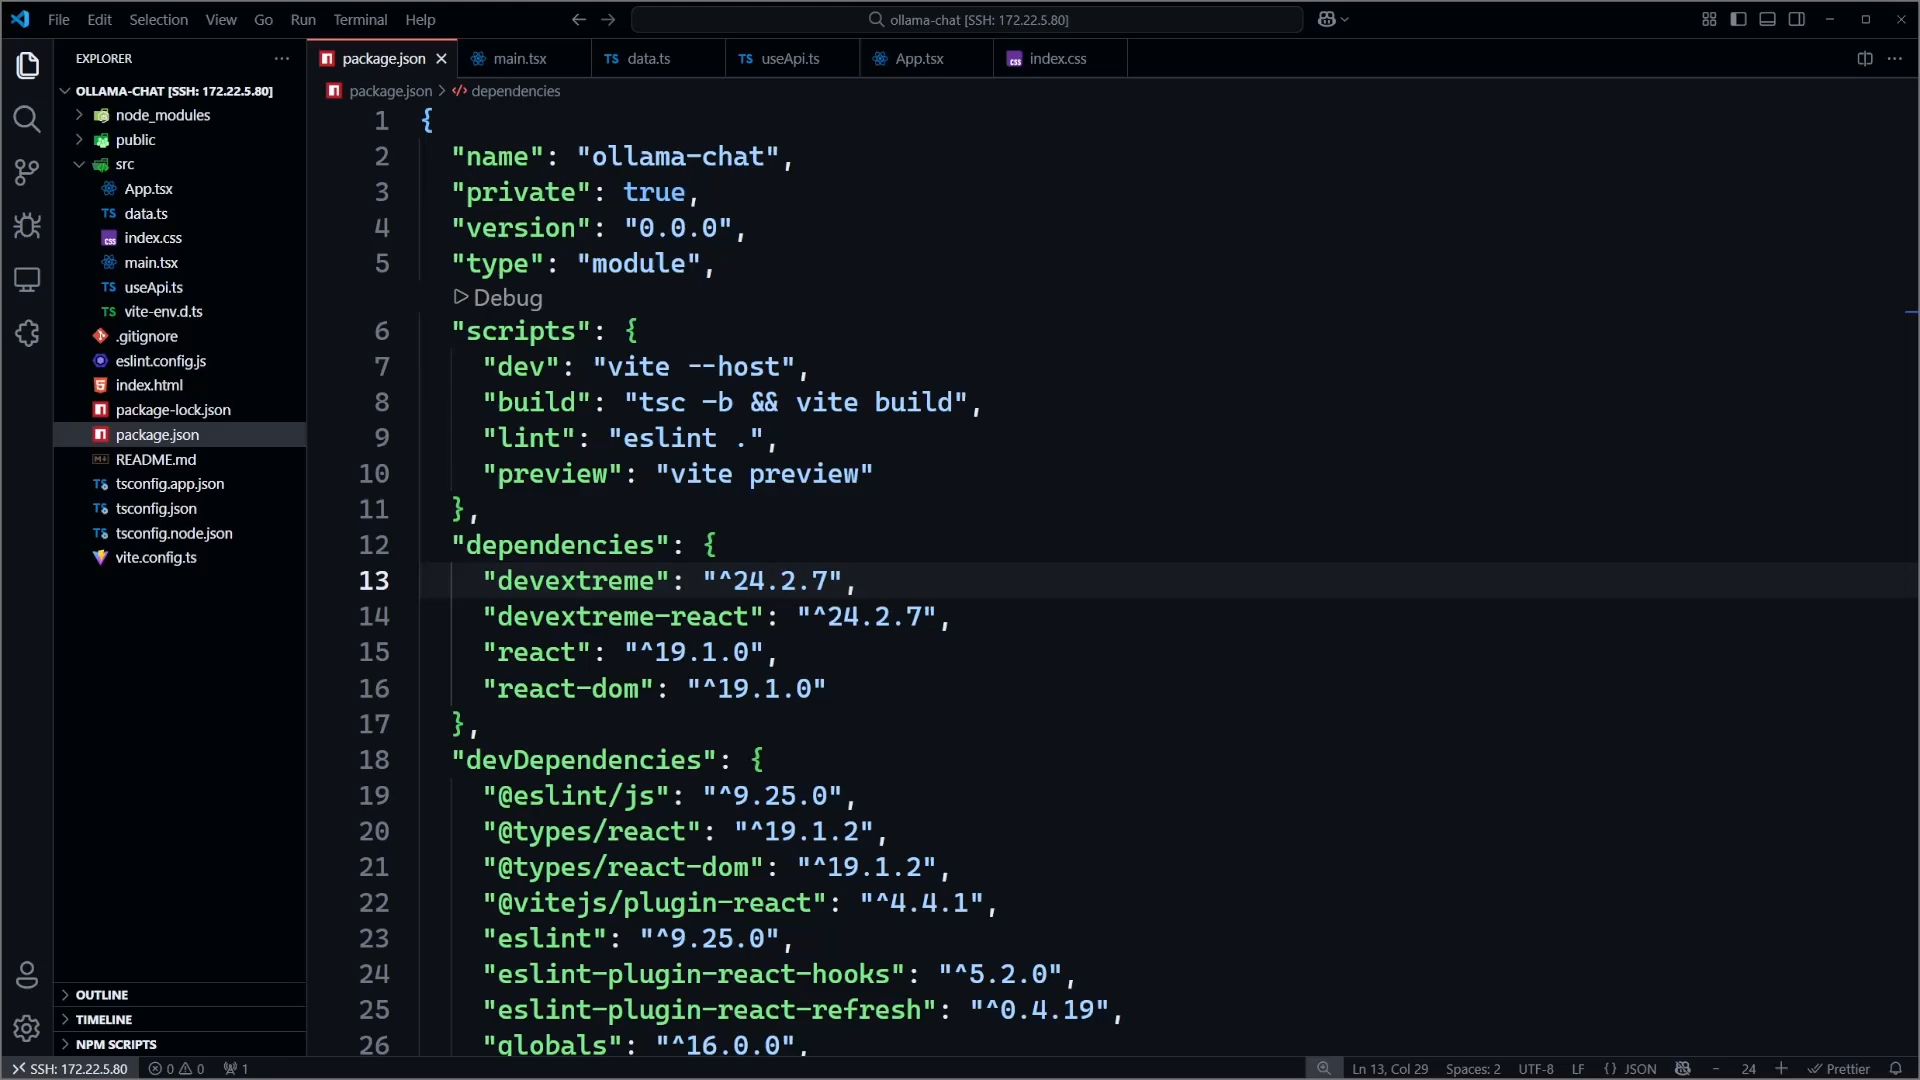 File Edit Selection View Go Run Terminal Help
ollama-chat [SSH: 172.22.5.80]
EXPLORER
OLLAMA-CHAT [SSH: 172.22.5.80]
node_modules
public
src
App.tsx
data.ts
index.css
main.tsx
useApi.ts
vite-env.d.ts
.gitignore
eslint.config.js
index.html
package-lock.json
package.json
README.md
tsconfig.app.json
tsconfig.json
tsconfig.node.json
vite.config.ts
OUTLINE
TIMELINE
NPM SCRIPTS
package.json main.tsx TS data.ts TS useApi.ts App.tsx index.css
package.json > dependencies
1 {
2 "name": "ollama-chat",
3 "private": true,
4 "version": "0.0.0",
5 "type": "module",
Debug
6 "scripts": {
7 "dev": "vite --host",
8 "build": "tsc -b && vite build",
9 "lint": "eslint .",
10 "preview": "vite preview"
11 },
12 "dependencies": {
13 "devextreme": "^24.2.7",
14 "devextreme-react": "^24.2.7",
15 "react": "^19.1.0",
16 "react-dom": "^19.1.0"
17 },
18 "devDependencies": {
19 "@eslint/js": "^9.25.0",
20 "@types/react": "^19.1.2",
21 "@types/react-dom": "^19.1.2",
22 "@vitejs/plugin-react": "^4.4.1",
23 "eslint": "^9.25.0",
24 "eslint-plugin-react-hooks": "^5.2.0",
25 "eslint-plugin-react-refresh": "^0.4.19",
26 "globals": "^16.0.0",
SSH: 172.22.5.80 0 0 1 Ln 13, Col 29 Spaces: 2 UTF-8 LF {} JSON - 24 + Prettier